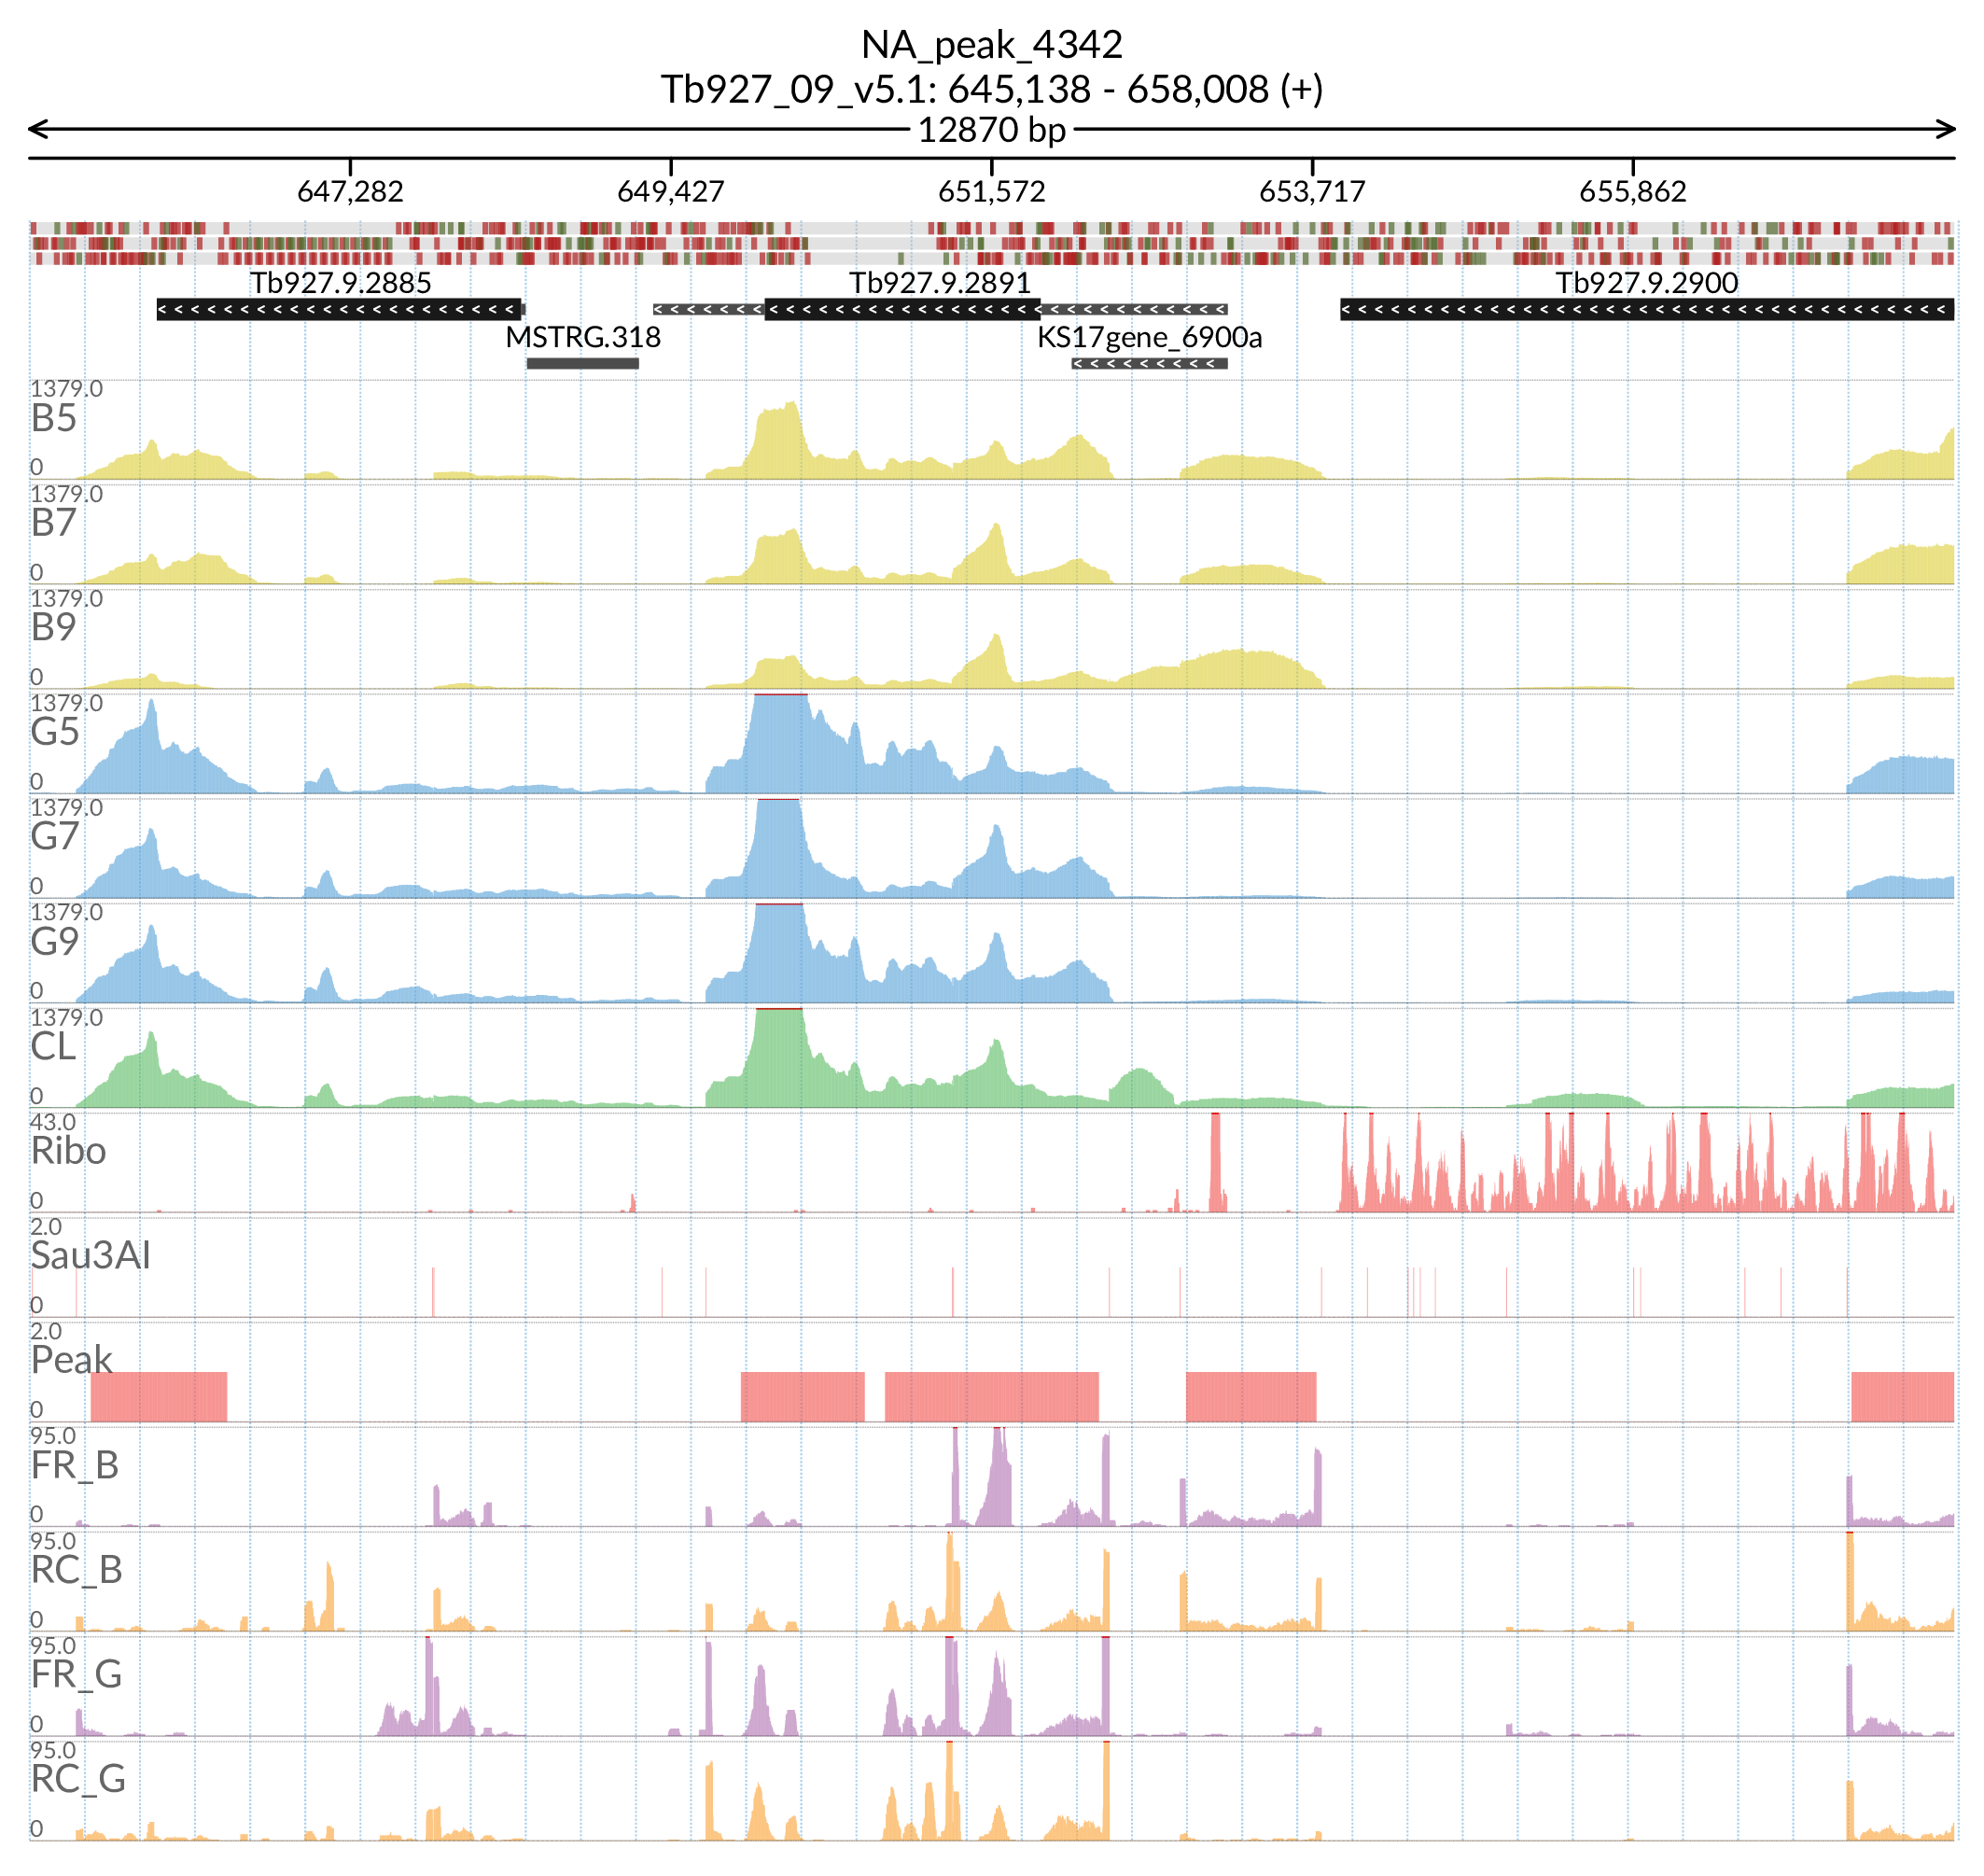 NA_peak_4342
Tb927_09_v5.1: 645,138 - 658,008 (+)
12870 bp
647,282 649,427 651,572 653,717 655,862
Tb927.9.2885 Tb927.9.2891 Tb927.9.2900
MSTRG.318 KS17gene_6900a
1379.0
B5
0
1379.0
B7
0
1379.0
B9
0
1379.0
G5
0
1379.0
G7
0
1379.0
G9
0
1379.0
CL
0
43.0
Ribo
0
2.0
Sau3AI
0
2.0
Peak
0
95.0
FR_B
0
95.0
RC_B
0
95.0
FR_G
0
95.0
RC_G
0